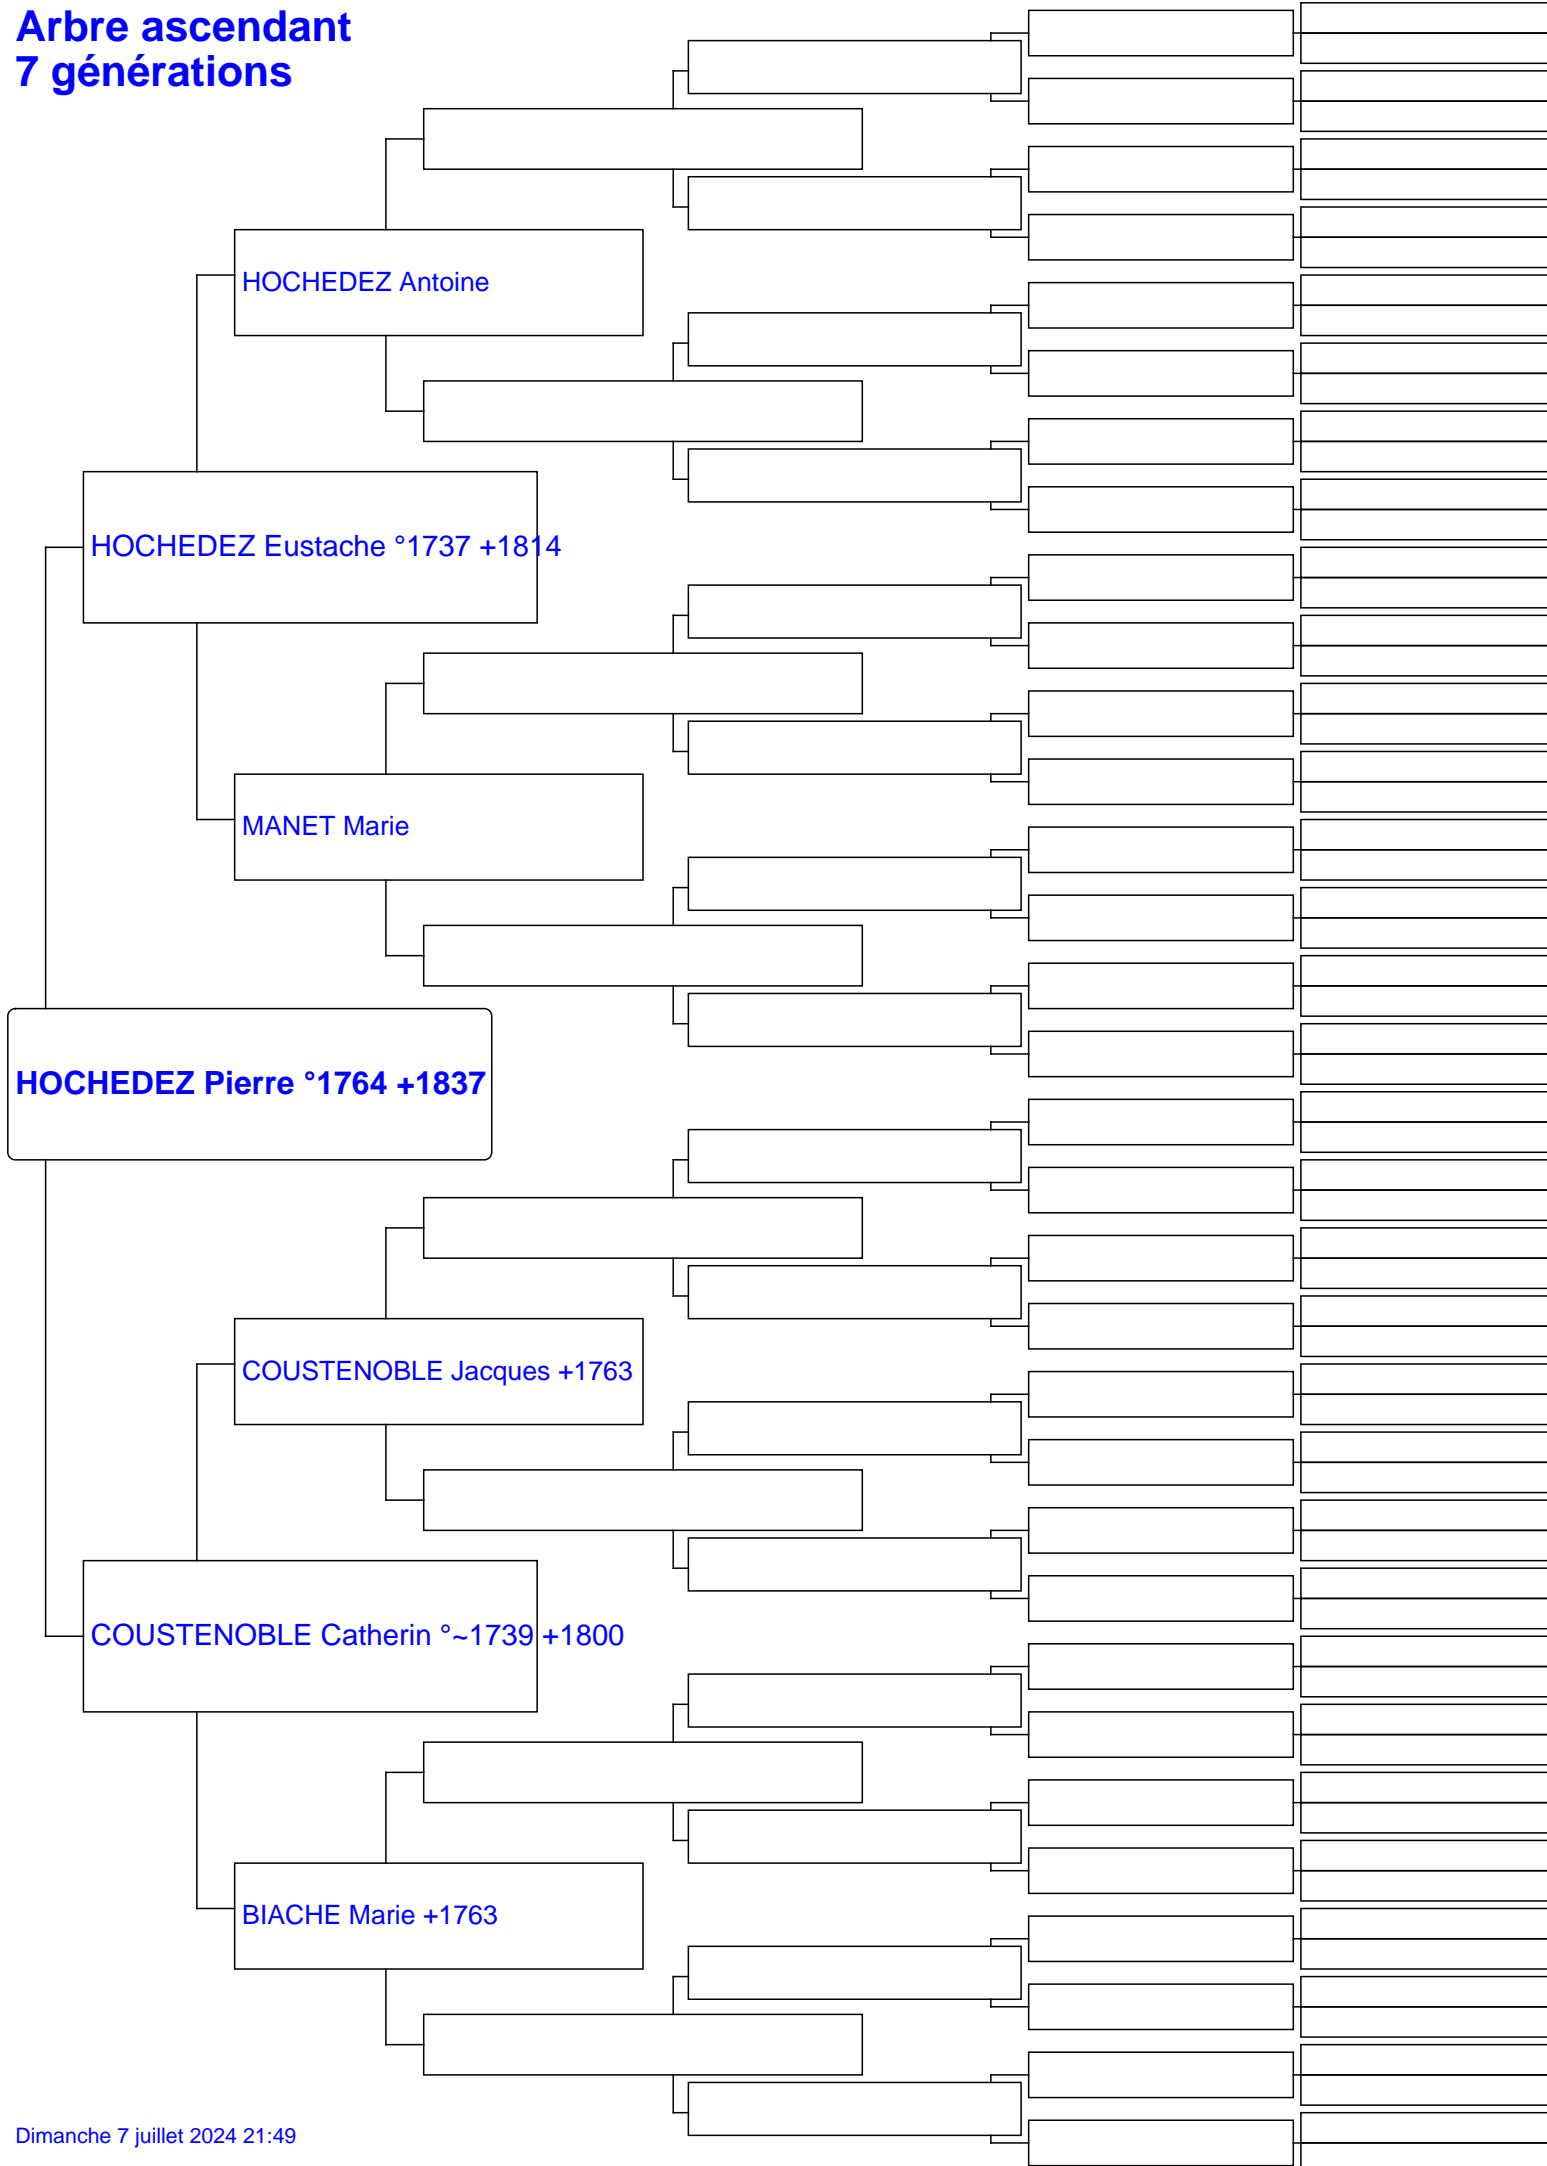 Arbre ascendant
7 générations
HOCHEDEZ Antoine
HOCHEDEZ Eustache °1737 +1814
MANET Marie
HOCHEDEZ Pierre °1764 +1837
COUSTENOBLE Jacques +1763
COUSTENOBLE Catherin °~1739 +1800
BIACHE Marie +1763
Dimanche 7 juillet 2024 21:49